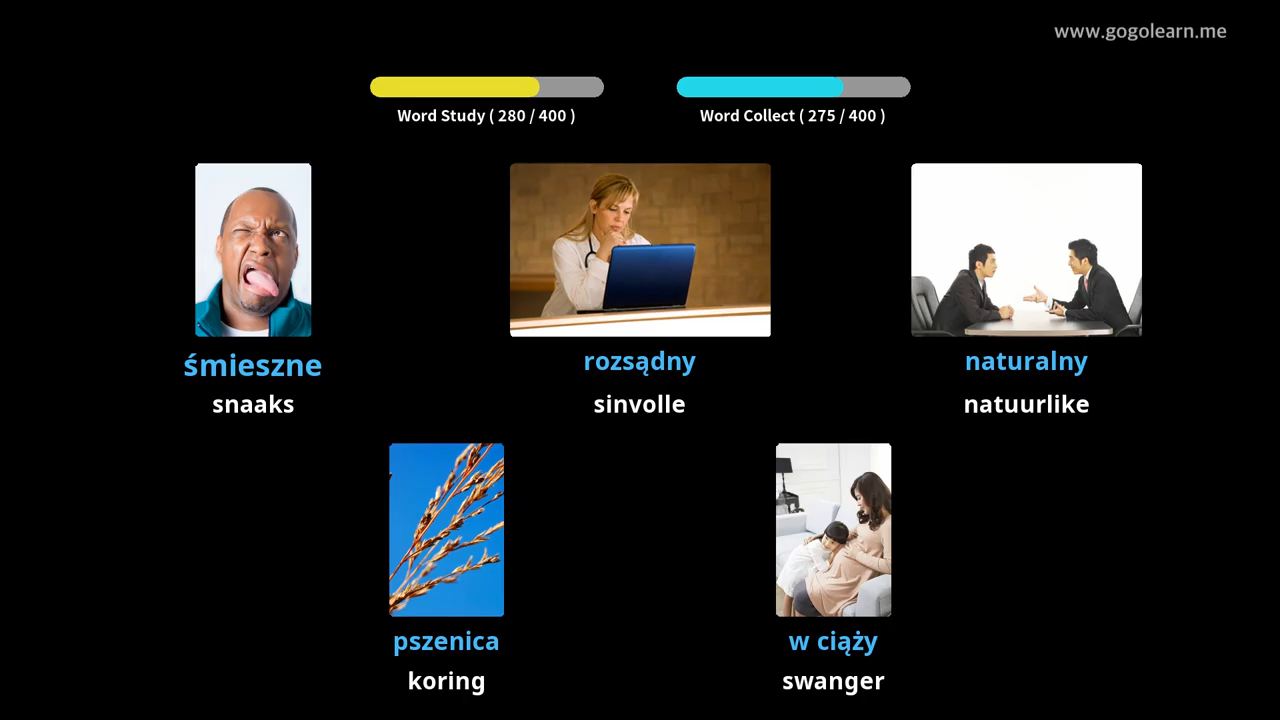 www.gogolearn.me
Word Study ( 280 / 400 )
Word Collect ( 275 / 400 )
śmieszne
rozsądny
naturalny
snaaks
sinvolle
natuurlike
pszenica
w ciąży
koring
swanger